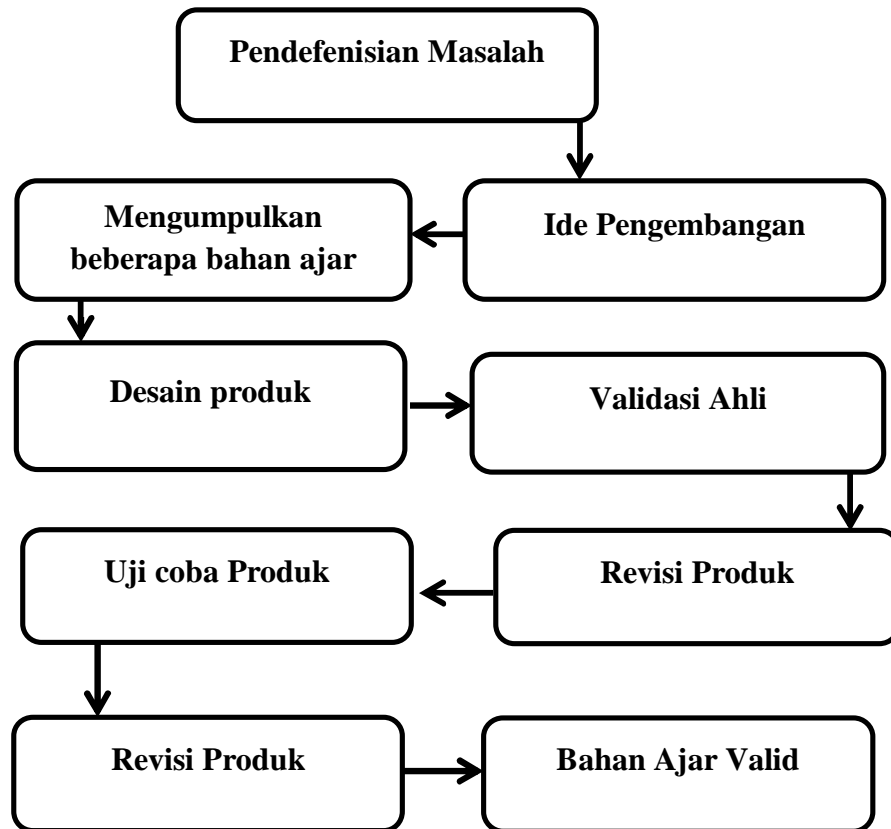 Pendefenisian Masalah
Ide Pengembangan
Mengumpulkan
beberapa bahan ajar
Desain produk
Validasi Ahli
Revisi Produk
Uji coba Produk
Revisi Produk
Bahan Ajar Valid